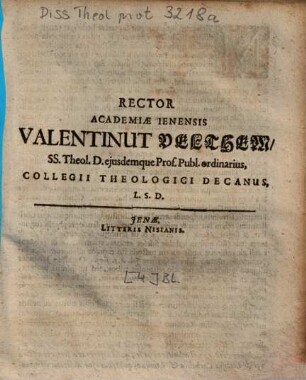 Diss Theol prot 3218a
RECTOR
ACADEMIÆ IENENSIS
VALENTINUT VELTHEM/
SS. Theol. D. ejusdemque Prof. Publ. ordinarius,
COLLEGII THEOLOGICI DECANUS,
L. S. D.
JENÆ,
LITTERIS NISIANIS.
[4] BL.